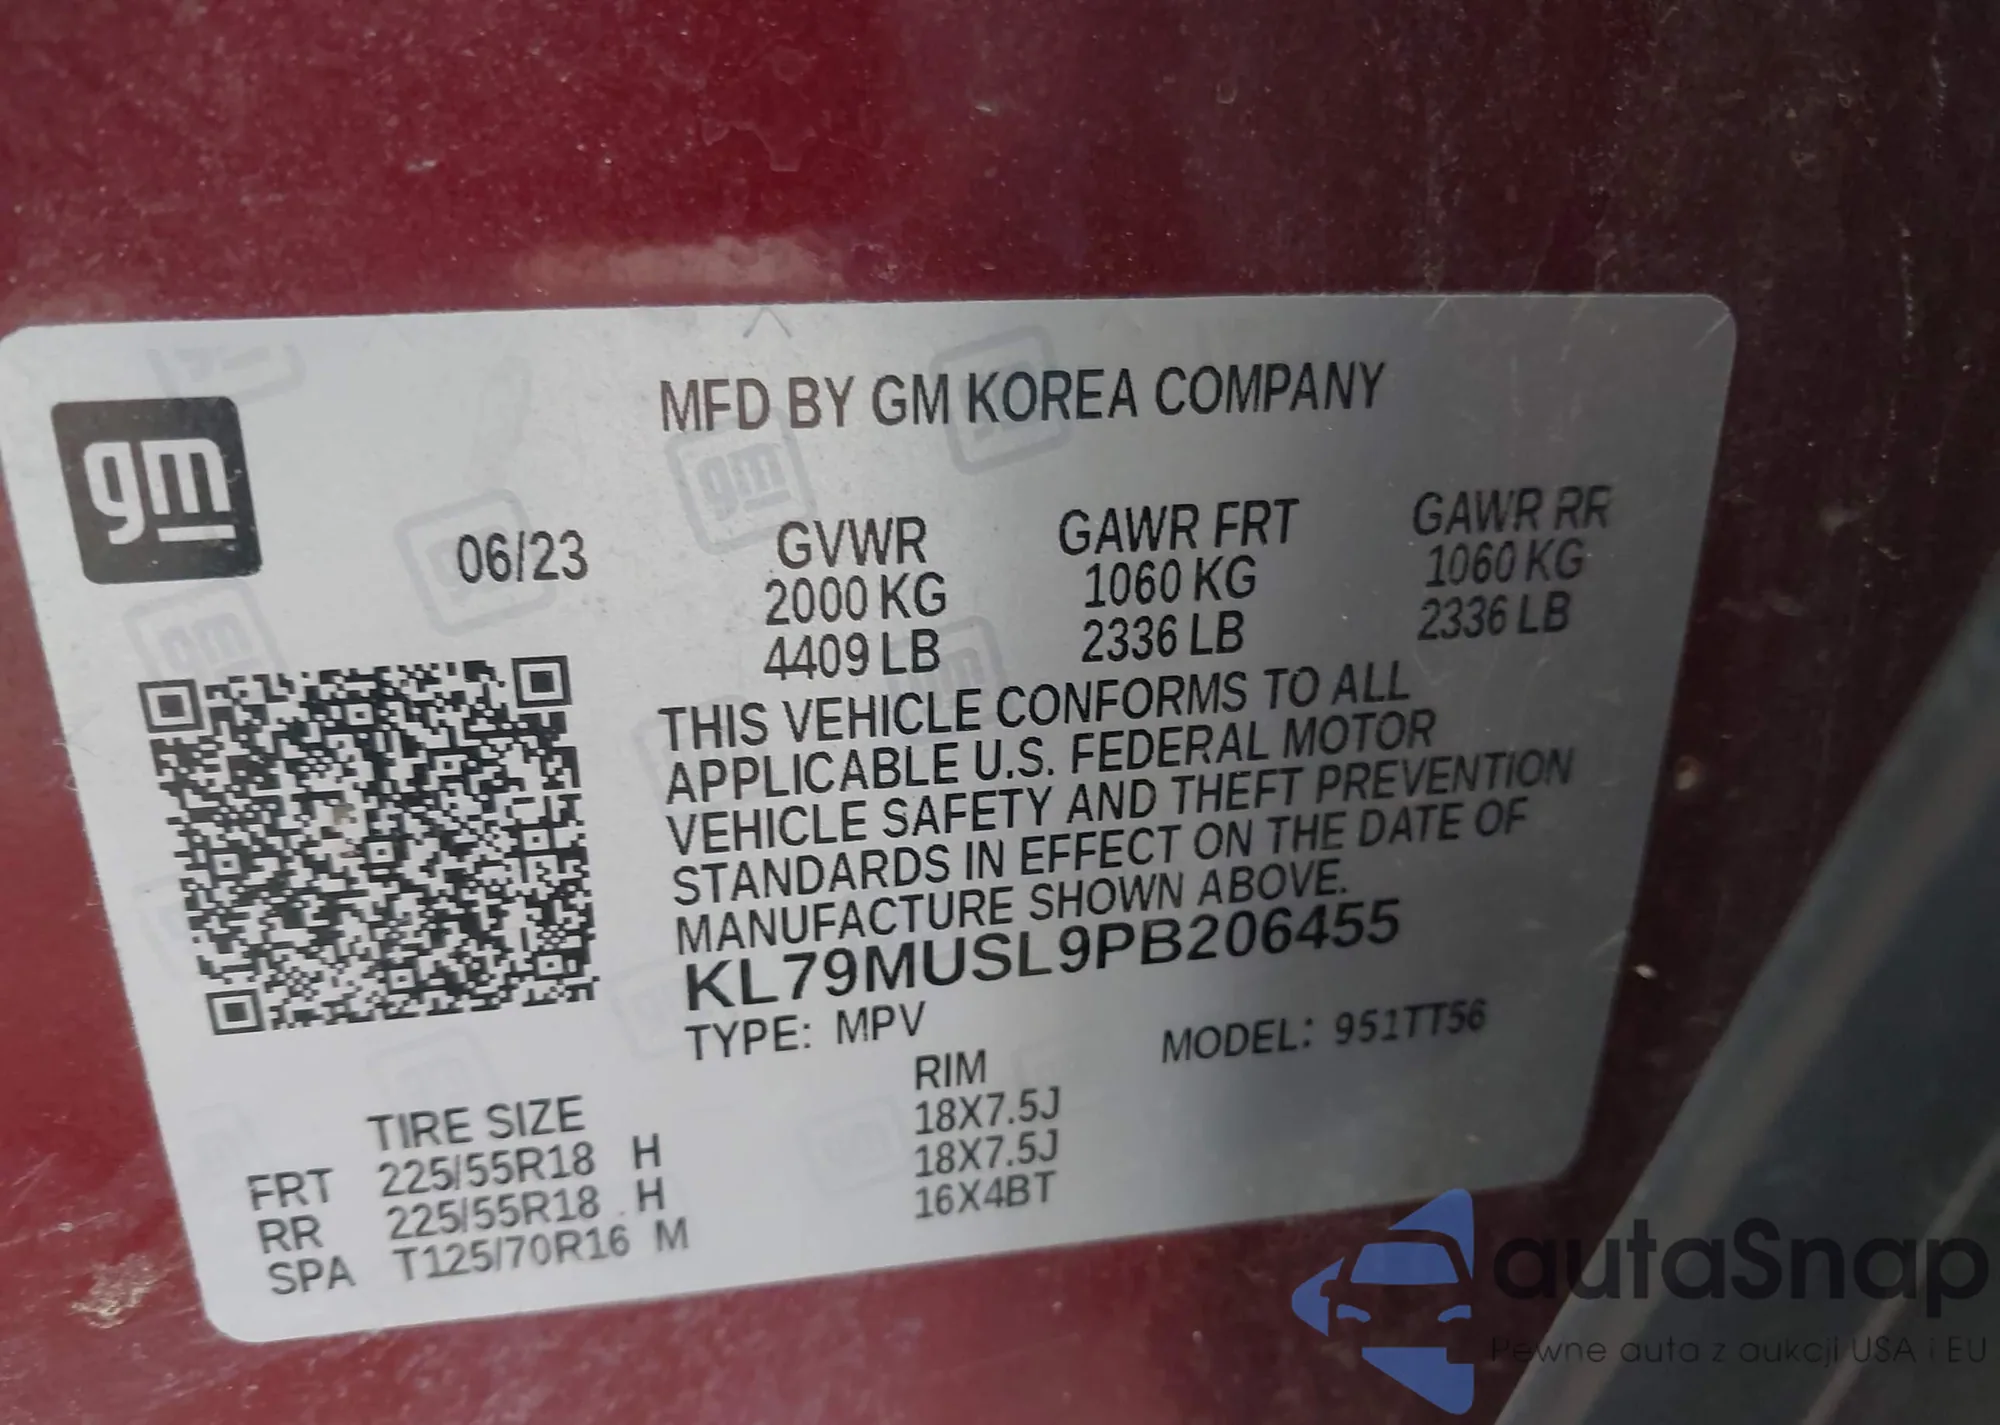 gm
MFD BY GM KOREA COMPANY
06/23
GVWR GAWR FRT GAWR RR
2000 KG 1060 KG 1060 KG
4409 LB 2336 LB 2336 LB
THIS VEHICLE CONFORMS TO ALL
APPLICABLE U.S. FEDERAL MOTOR
VEHICLE SAFETY AND THEFT PREVENTION
STANDARDS IN EFFECT ON THE DATE OF
MANUFACTURE SHOWN ABOVE.
KL79MUSL9PB206455
TYPE: MPV MODEL: 951TT56
TIRE SIZE RIM
FRT 225/55R18 H 18X7.5J
RR 225/55R18 H 18X7.5J
SPA T125/70R16 M 16X4BT
autaSnap
Pewne auta z aukcji USA i EU